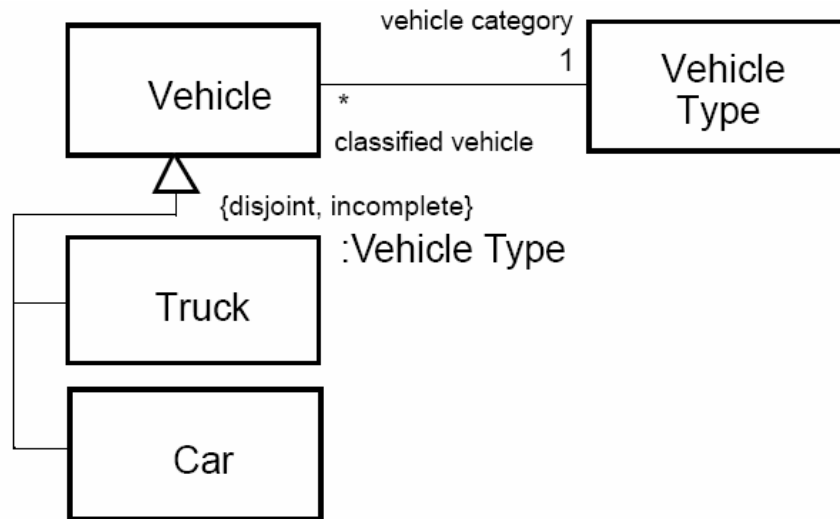 vehicle category
1
Vehicle
*
Vehicle
Type
classified vehicle
{disjoint, incomplete}
:Vehicle Type
Truck
Car